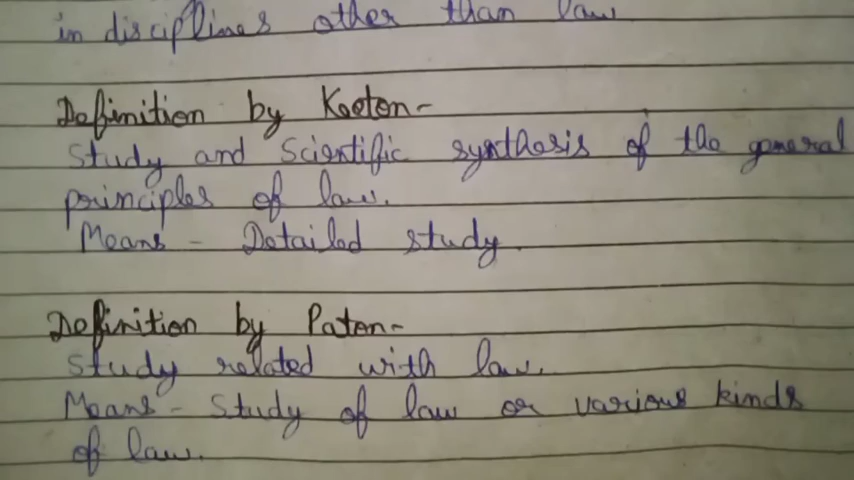 in disciplines other than law
Definition by Keeton-
Study and Scientific synthesis of the general
principles of law.
Means - Detailed study.
Definition by Paton-
Study related with law.
Means - Study of law or various kinds
of law.